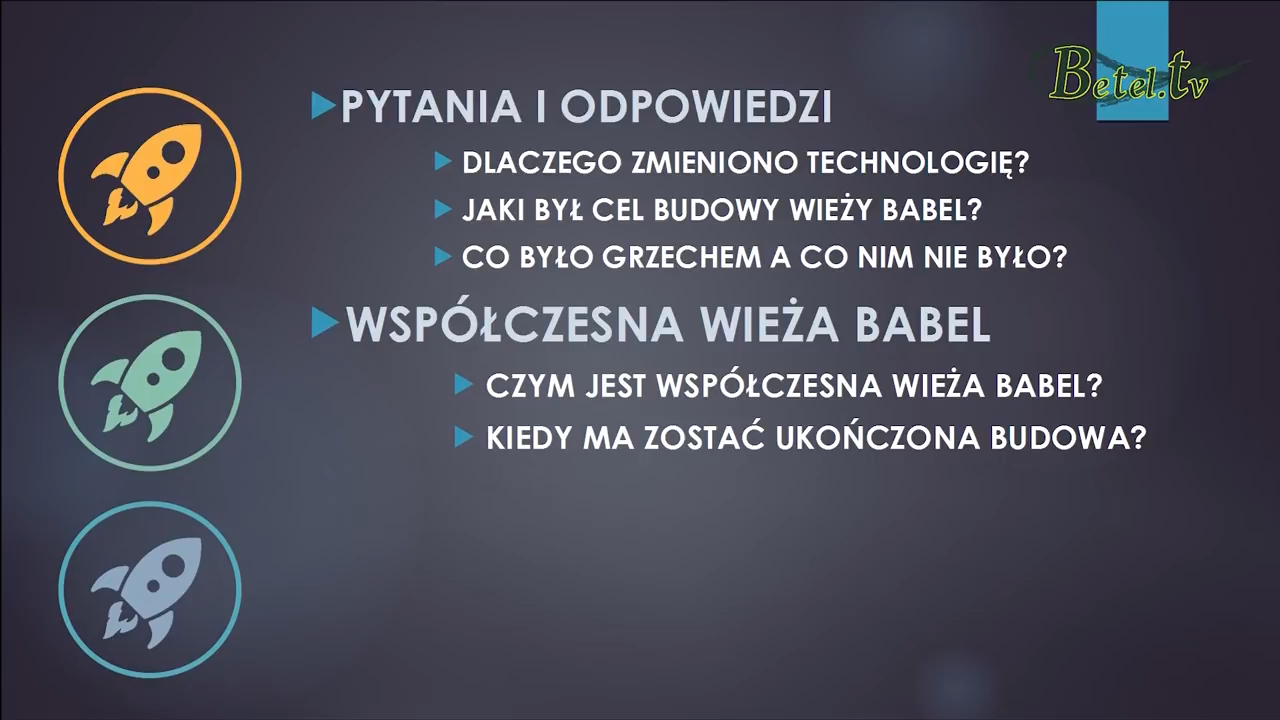 Betel.tv
PYTANIA I ODPOWIEDZI
DLACZEGO ZMIENIONO TECHNOLOGIĘ?
JAKI BYŁ CEL BUDOWY WIEŻY BABEL?
CO BYŁO GRZECHEM A CO NIM NIE BYŁO?
WSPÓŁCZESNA WIEŻA BABEL
CZYM JEST WSPÓŁCZESNA WIEŻA BABEL?
KIEDY MA ZOSTAĆ UKOŃCZONA BUDOWA?